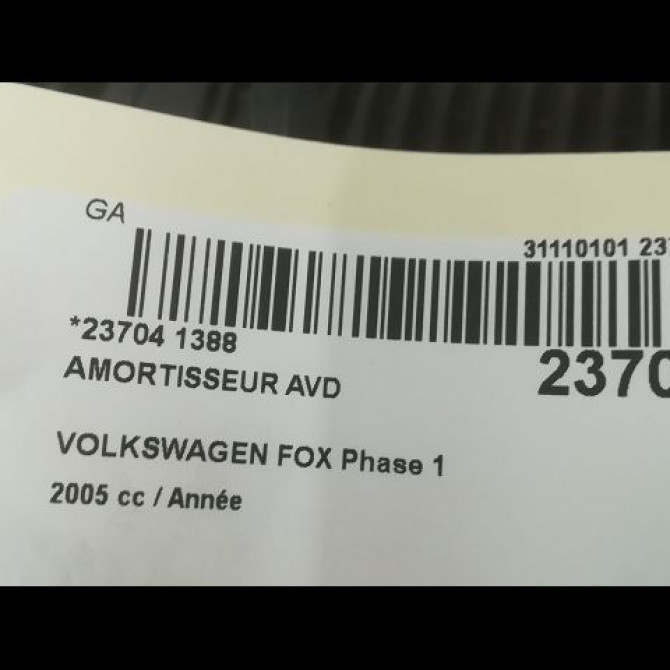 GA
31110101 237
*23704 1388
2370
AMORTISSEUR AVD
VOLKSWAGEN FOX Phase 1
2005 cc / Année